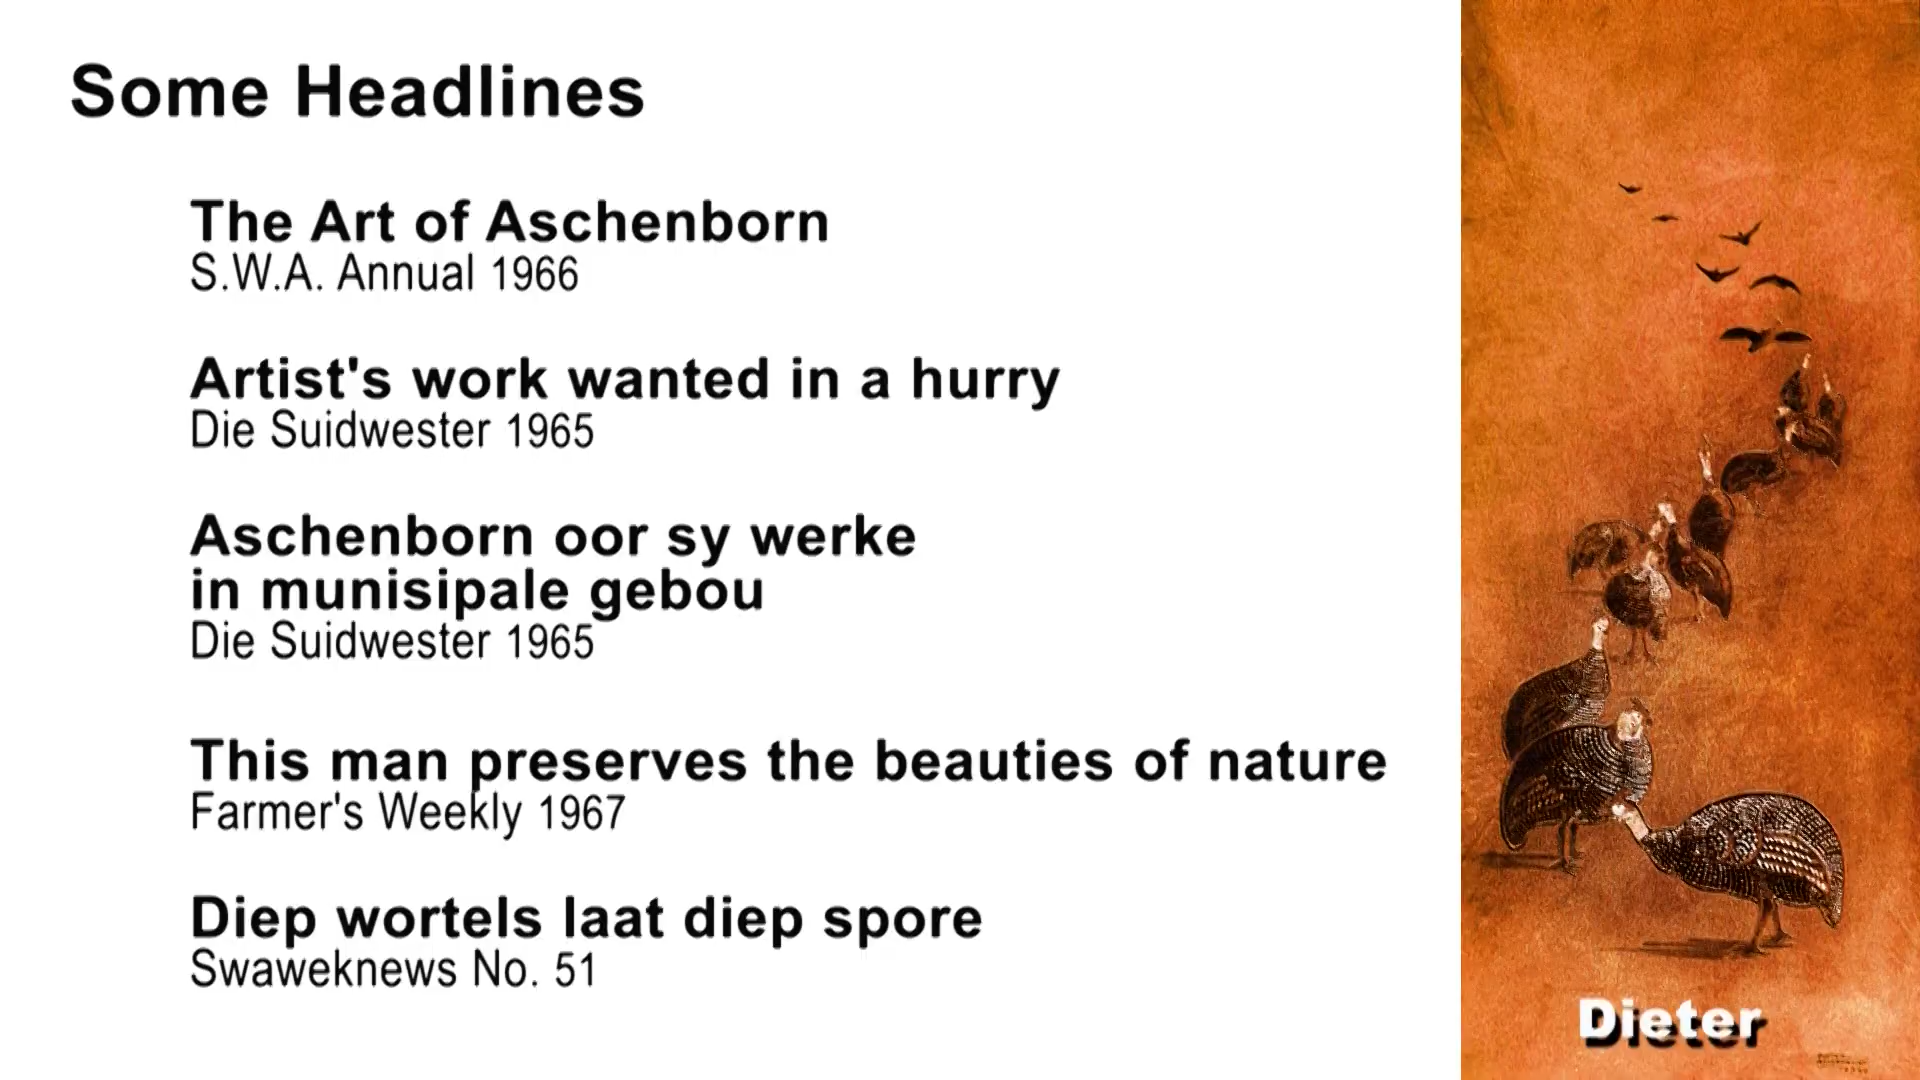 Some Headlines
The Art of Aschenborn
S.W.A. Annual 1966
Artist's work wanted in a hurry
Die Suidwester 1965
Aschenborn oor sy werke
in munisipale gebou
Die Suidwester 1965
This man preserves the beauties of nature
Farmer's Weekly 1967
Diep wortels laat diep spore
Swaweknews No. 51
Dieter